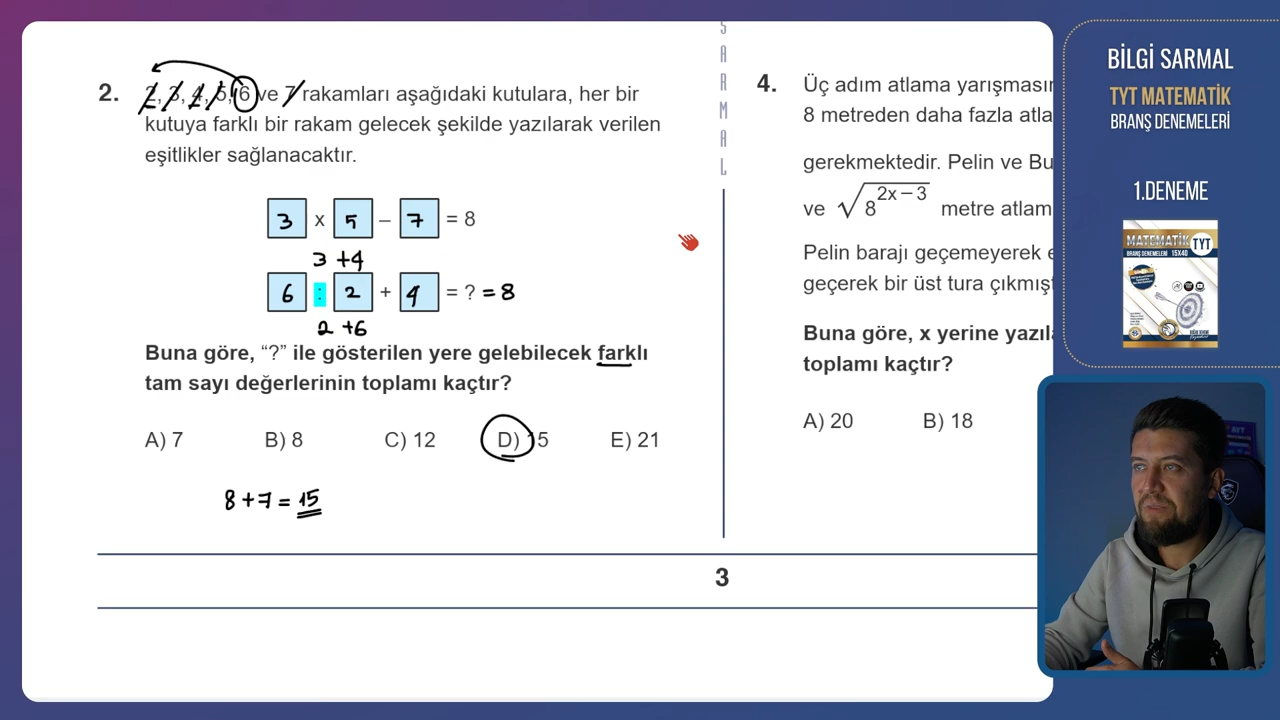 2. 2, 3, 4, 5, 6 ve 7 rakamları aşağıdaki kutulara, her bir
kutuya farklı bir rakam gelecek şekilde yazılarak verilen
eşitlikler sağlanacaktır.
3 x 5 – 7 = 8
3 +4
6 : 2 + 4 = ? = 8
2 +6
Buna göre, “?” ile gösterilen yere gelebilecek farklı
tam sayı değerlerinin toplamı kaçtır?
A) 7 B) 8 C) 12 D) 15 E) 21
8 + 7 = 15
S
A
R
M
A
L
4. Üç adım atlama yarışmasın
8 metreden daha fazla atla
gerekmektedir. Pelin ve Bu
ve √8^(2x – 3) metre atlam
Pelin barajı geçemeyerek e
geçerek bir üst tura çıkmışt
Buna göre, x yerine yazıla
toplamı kaçtır?
A) 20 B) 18
3
BİLGİ SARMAL
TYT MATEMATİK
BRANŞ DENEMELERİ
1.DENEME
MATEMATİK TYT
BRANŞ DENEMELERİ 15X40